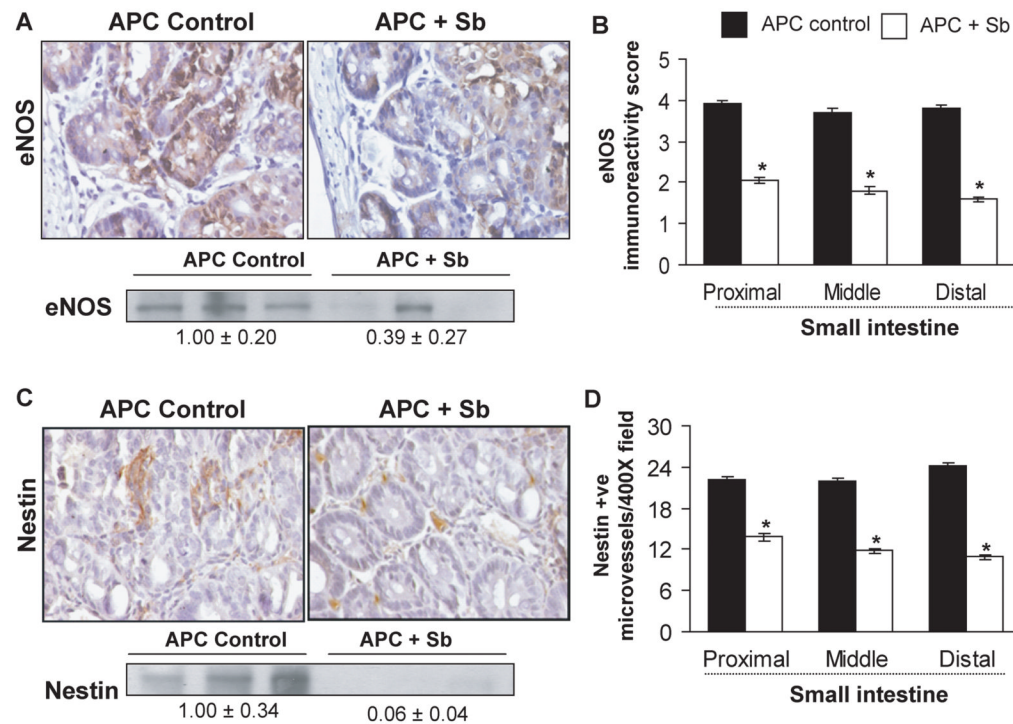 A
APC Control
APC + Sb
eNOS
APC Control
APC + Sb
eNOS
1.00 ± 0.20
0.39 ± 0.27
B
APC control
APC + Sb
eNOS
immunoreactivity score
5
4
3
2
1
0
*
*
*
Proximal
Middle
Distal
Small intestine
C
APC Control
APC + Sb
Nestin
APC Control
APC + Sb
Nestin
1.00 ± 0.34
0.06 ± 0.04
D
Nestin +ve
microvessels/400X field
30
24
18
12
6
0
*
*
*
Proximal
Middle
Distal
Small intestine